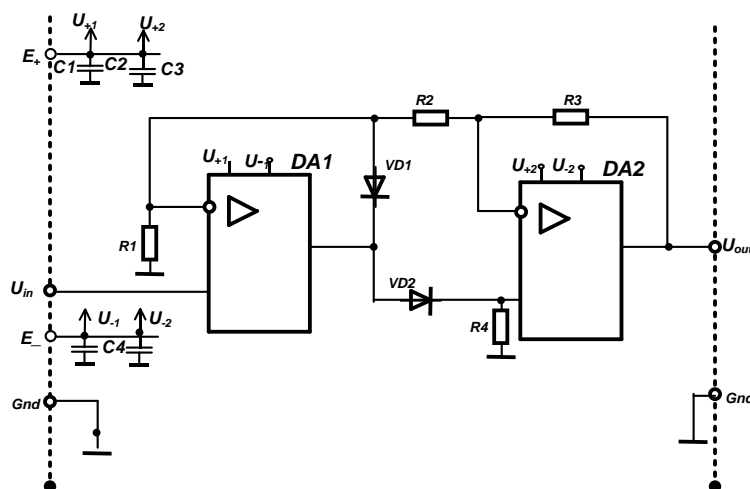 U+1
U+2
E+
C1
C2
C3
R2
R3
U+1
U-1
DA1
VD1
U+2
U-2
DA2
R1
Uout
Uin
VD2
R4
U-1
U-2
E_
C4
Gnd
Gnd